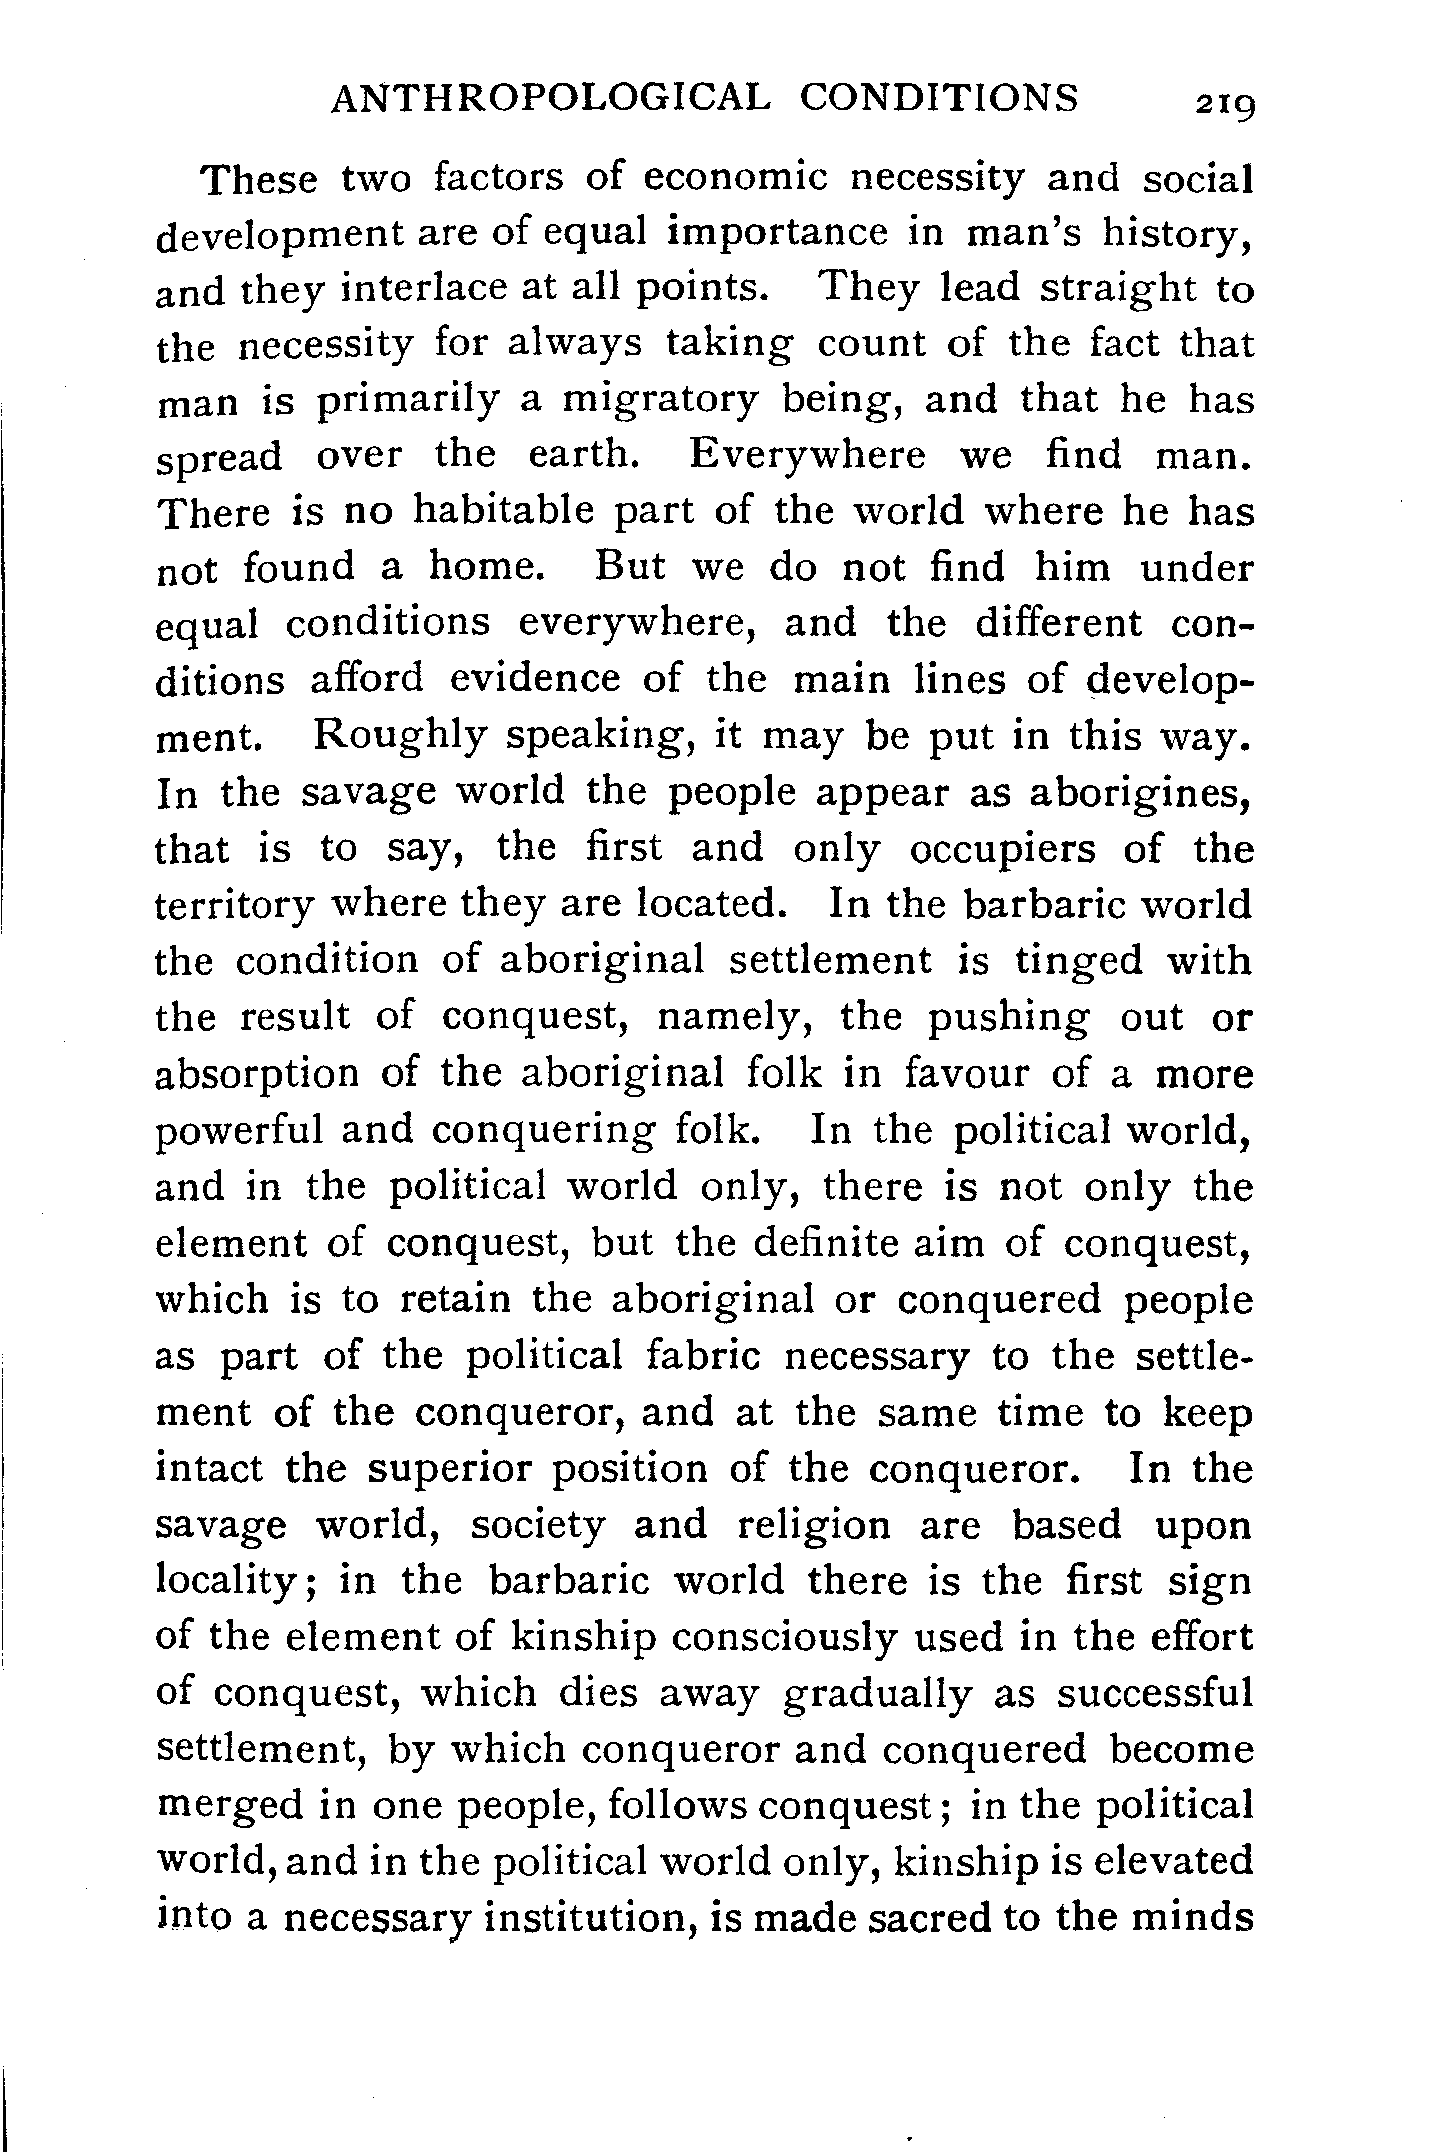 ANTHROPOLOGICAL CONDITIONS 219
These two factors of economic necessity and social
development are of equal importance in man's history,
and they interlace at all points. They lead straight to
the necessity for always taking count of the fact that
man is primarily a migratory being, and that he has
spread over the earth. Everywhere we find man.
There is no habitable part of the world where he has
not found a home. But we do not find him under
equal conditions everywhere, and the different con-
ditions afford evidence of the main lines of develop-
ment. Roughly speaking, it may be put in this way.
In the savage world the people appear as aborigines,
that is to say, the first and only occupiers of the
territory where they are located. In the barbaric world
the condition of aboriginal settlement is tinged with
the result of conquest, namely, the pushing out or
absorption of the aboriginal folk in favour of a more
powerful and conquering folk. In the political world,
and in the political world only, there is not only the
element of conquest, but the definite aim of conquest,
which is to retain the aboriginal or conquered people
as part of the political fabric necessary to the settle-
ment of the conqueror, and at the same time to keep
intact the superior position of the conqueror. In the
savage world, society and religion are based upon
locality; in the barbaric world there is the first sign
of the element of kinship consciously used in the effort
of conquest, which dies away gradually as successful
settlement, by which conqueror and conquered become
merged in one people, follows conquest; in the political
world, and in the political world only, kinship is elevated
into a necessary institution, is made sacred to the minds